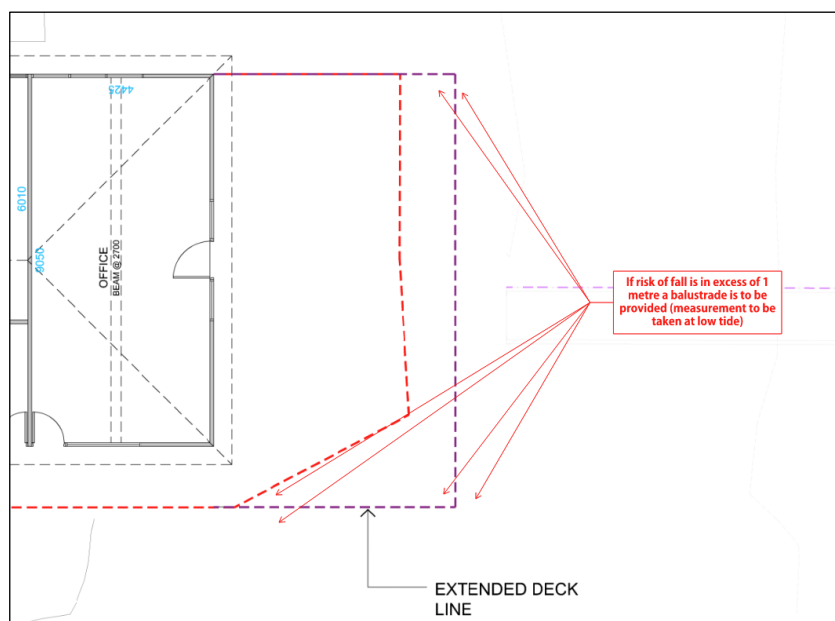 4425
6010
9050
OFFICE
BEAM @ 2700
If risk of fall is in excess of 1
metre a balustrade is to be
provided (measurement to be
taken at low tide)
EXTENDED DECK
LINE